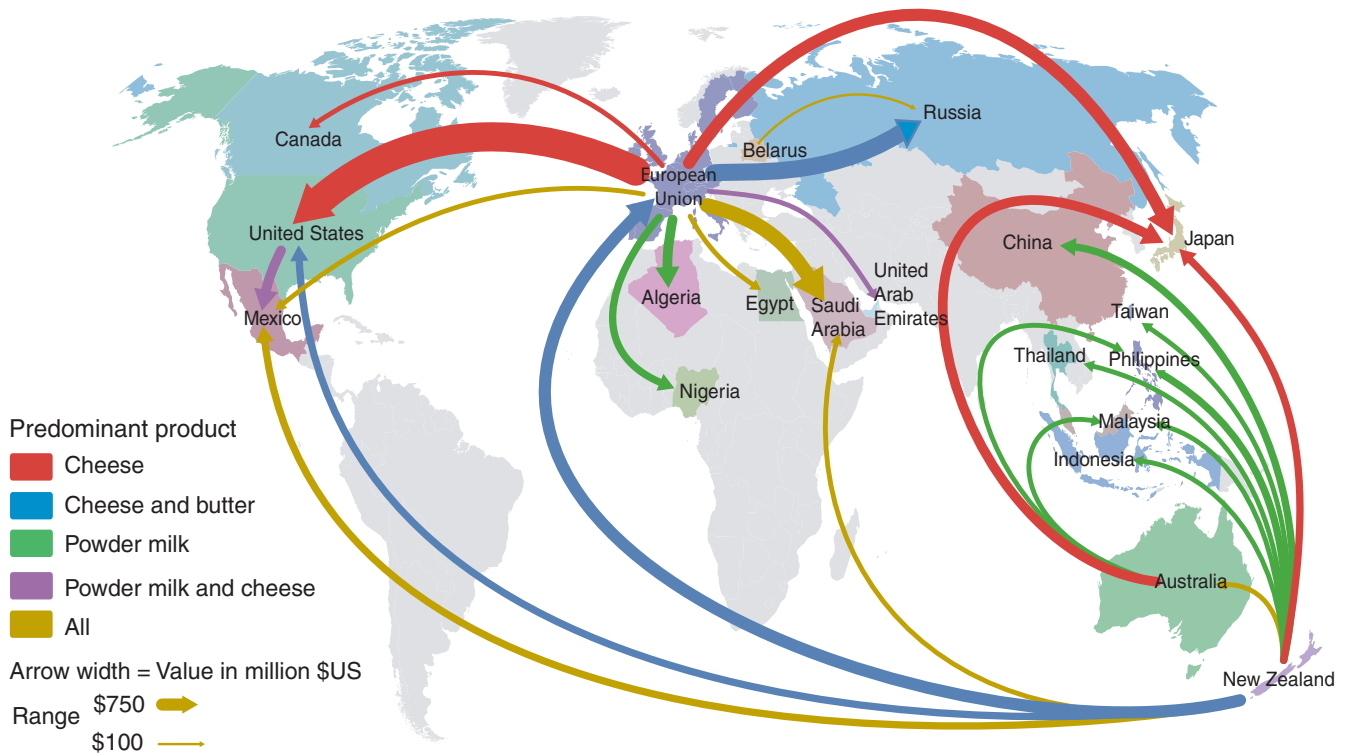 Canada
Russia
Belarus
European
Union
United States
China
Japan
Mexico
Algeria
Egypt
Saudi
Arabia
United
Arab
Emirates
Taiwan
Thailand
Philippines
Nigeria
Malaysia
Indonesia
Australia
New Zealand
Predominant product
Cheese
Cheese and butter
Powder milk
Powder milk and cheese
All
Arrow width = Value in million $US
Range
$750
$100